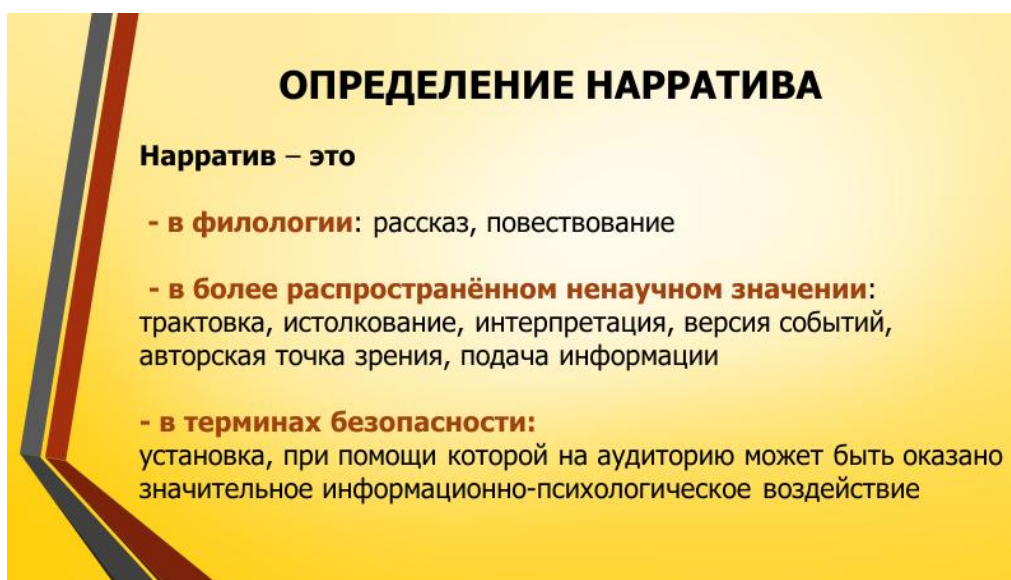 ОПРЕДЕЛЕНИЕ НАРРАТИВА
Нарратив – это
- в филологии: рассказ, повествование
- в более распространённом ненаучном значении:
трактовка, истолкование, интерпретация, версия событий,
авторская точка зрения, подача информации
- в терминах безопасности:
установка, при помощи которой на аудиторию может быть оказано
значительное информационно-психологическое воздействие